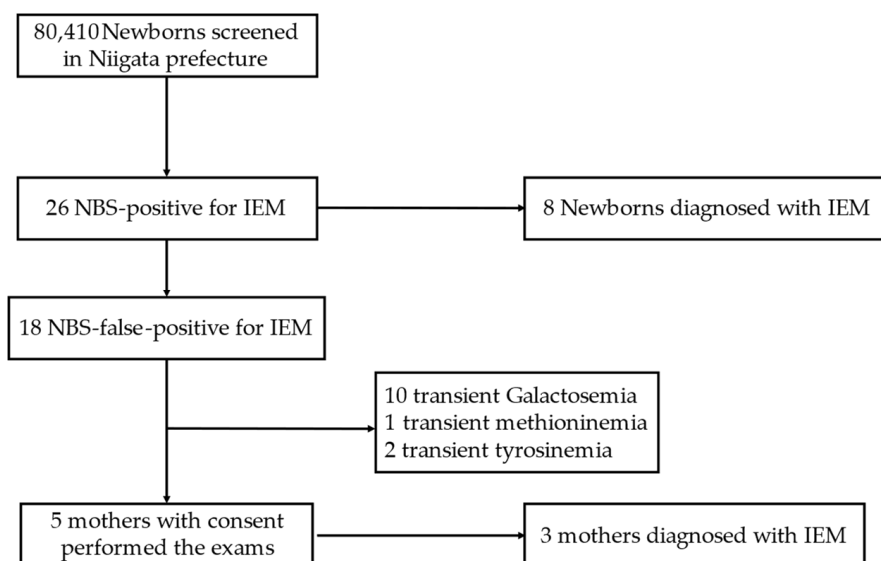 80,410 Newborns screened
in Niigata prefecture
26 NBS-positive for IEM
8 Newborns diagnosed with IEM
18 NBS-false-positive for IEM
10 transient Galactosemia
1 transient methioninemia
2 transient tyrosinemia
5 mothers with consent
performed the exams
3 mothers diagnosed with IEM